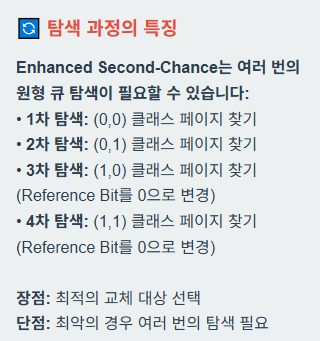 🔄 탐색 과정의 특징
Enhanced Second-Chance는 여러 번의
원형 큐 탐색이 필요할 수 있습니다:
• 1차 탐색: (0,0) 클래스 페이지 찾기
• 2차 탐색: (0,1) 클래스 페이지 찾기
• 3차 탐색: (1,0) 클래스 페이지 찾기
(Reference Bit를 0으로 변경)
• 4차 탐색: (1,1) 클래스 페이지 찾기
(Reference Bit를 0으로 변경)
장점: 최적의 교체 대상 선택
단점: 최악의 경우 여러 번의 탐색 필요